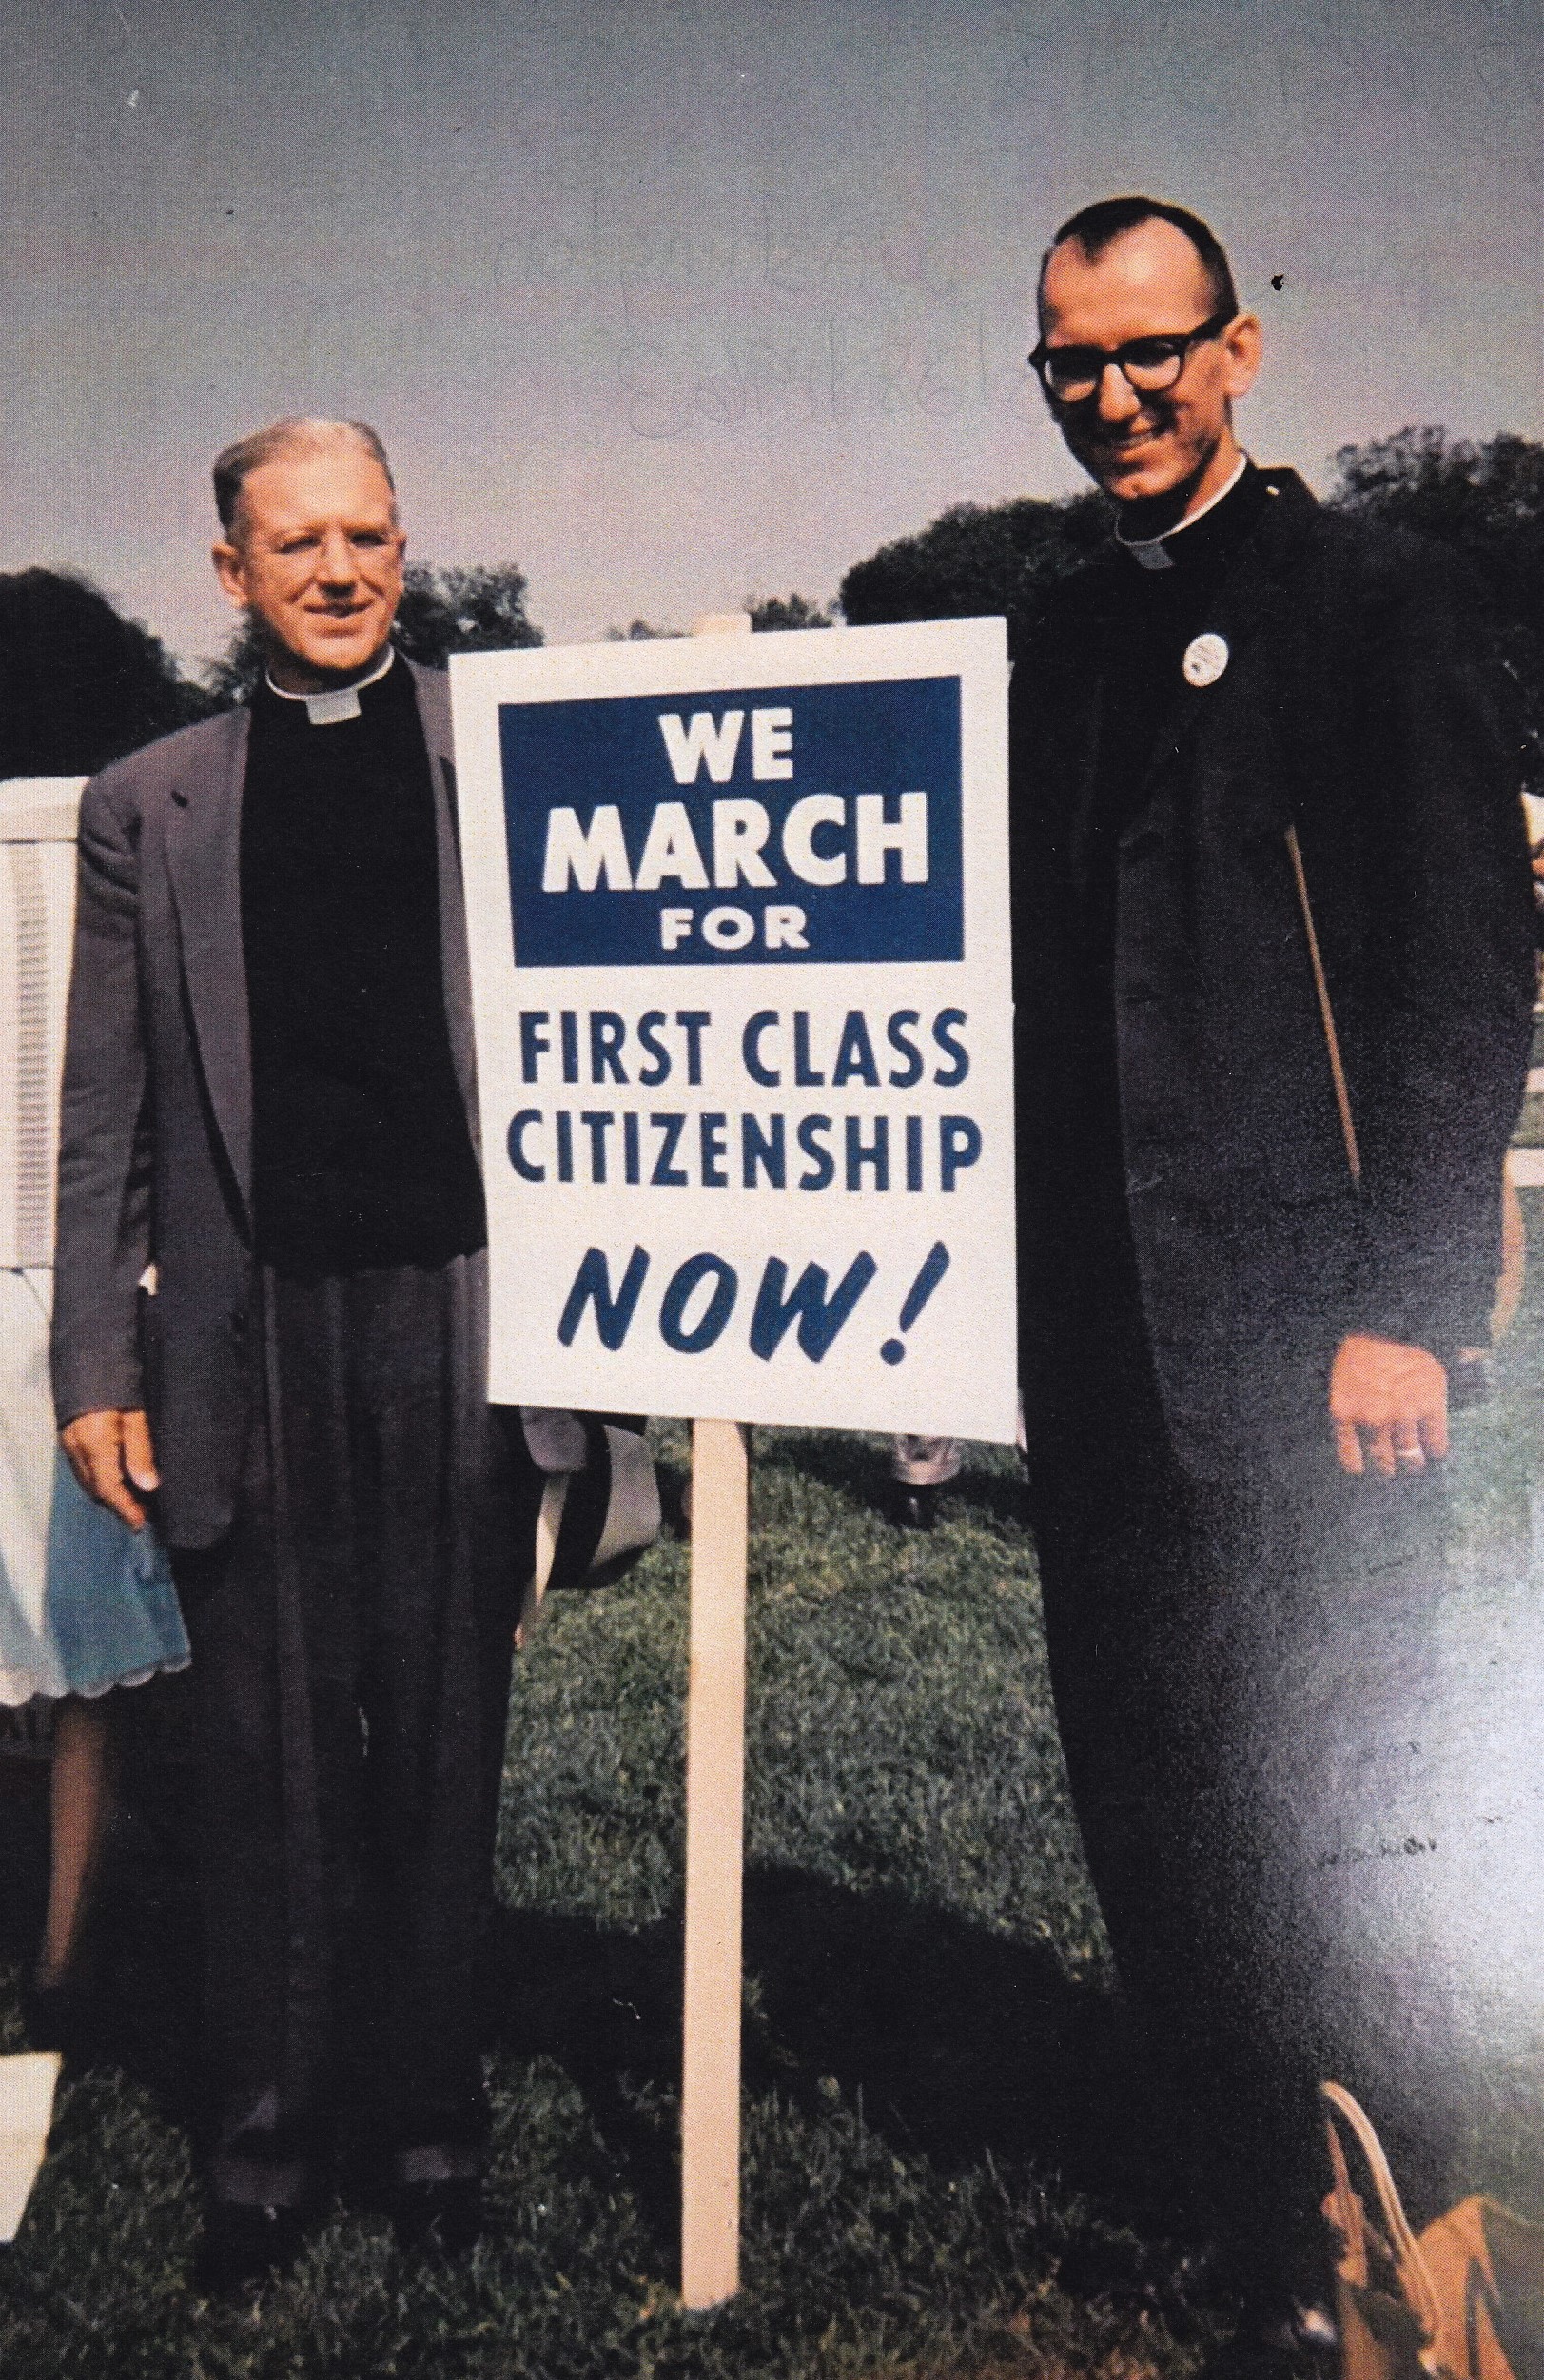 WE
MARCH
FOR
FIRST CLASS
CITIZENSHIP
NOW!